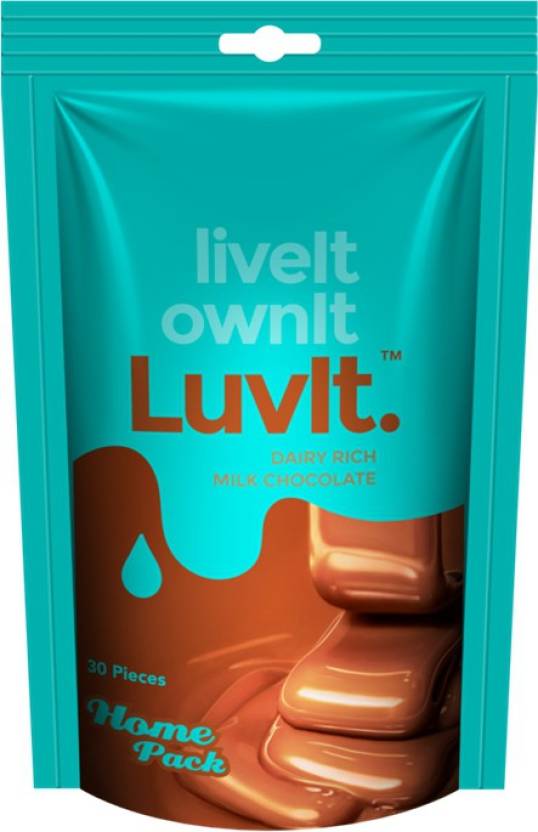 liveIt
ownIt
LuvIt.™
DAIRY RICH
MILK CHOCOLATE
30 Pieces
Home
Pack